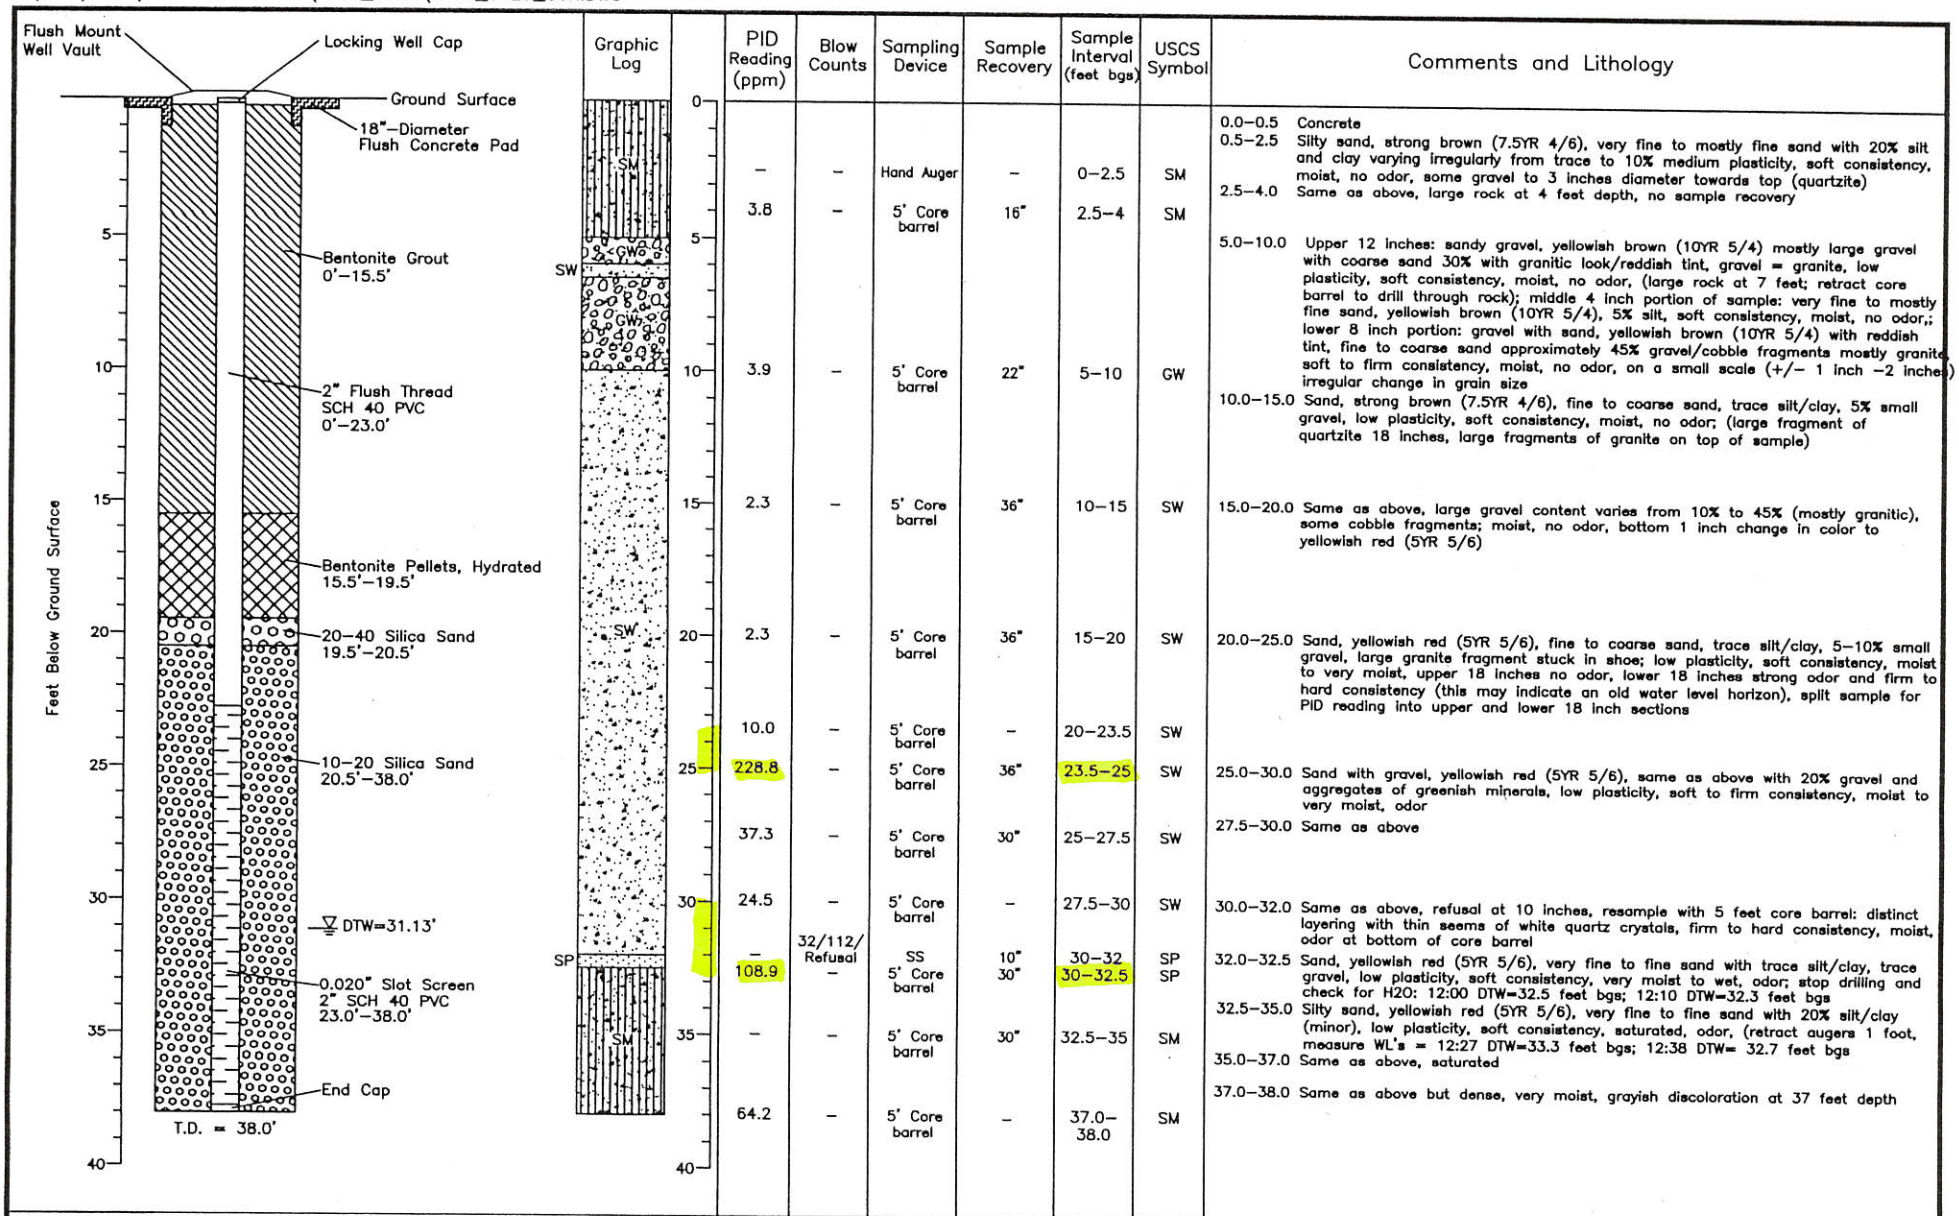 Flush Mount
Well Vault
Locking Well Cap
Ground Surface
18"-Diameter
Flush Concrete Pad
Bentonite Grout
0'-15.5'
2" Flush Thread
SCH 40 PVC
0'-23.0'
Bentonite Pellets, Hydrated
15.5'-19.5'
20-40 Silica Sand
19.5'-20.5'
10-20 Silica Sand
20.5'-38.0'
DTW=31.13'
0.020" Slot Screen
2" SCH 40 PVC
23.0'-38.0'
End Cap
T.D. = 38.0'
Feet Below Ground Surface
5
10
15
20
25
30
35
40
Graphic
Log
SM
GW
SW
GW
SW
SP
SM
0
5
10
15
20
25
30
35
40
PID
Reading
(ppm)
Blow
Counts
Sampling
Device
Sample
Recovery
Sample
Interval
(feet bgs)
USCS
Symbol
Comments and Lithology
- - Hand Auger - 0-2.5 SM
3.8 - 5' Core 16" 2.5-4 SM
barrel
3.9 - 5' Core 22" 5-10 GW
barrel
2.3 - 5' Core 36" 10-15 SW
barrel
2.3 - 5' Core 36" 15-20 SW
barrel
10.0 - 5' Core - 20-23.5 SW
barrel
228.8 - 5' Core 36" 23.5-25 SW
barrel
37.3 - 5' Core 30" 25-27.5 SW
barrel
24.5 - 5' Core - 27.5-30 SW
barrel
32/112/
- Refusal SS 10" 30-32 SP
108.9 - 5' Core 30" 30-32.5 SP
barrel
- - 5' Core 30" 32.5-35 SM
barrel
64.2 - 5' Core - 37.0- SM
barrel 38.0
0.0-0.5 Concrete
0.5-2.5 Silty sand, strong brown (7.5YR 4/6), very fine to mostly fine sand with 20% silt
and clay varying irregularly from trace to 10% medium plasticity, soft consistency,
moist, no odor, some gravel to 3 inches diameter towards top (quartzite)
2.5-4.0 Same as above, large rock at 4 feet depth, no sample recovery
5.0-10.0 Upper 12 inches: sandy gravel, yellowish brown (10YR 5/4) mostly large gravel
with coarse sand 30% with granitic look/reddish tint, gravel = granite, low
plasticity, soft consistency, moist, no odor, (large rock at 7 feet; retract core
barrel to drill through rock); middle 4 inch portion of sample: very fine to mostly
fine sand, yellowish brown (10YR 5/4), 5% silt, soft consistency, moist, no odor,;
lower 8 inch portion: gravel with sand, yellowish brown (10YR 5/4) with reddish
tint, fine to coarse sand approximately 45% gravel/cobble fragments mostly granite,
soft to firm consistency, moist, no odor, on a small scale (+/- 1 inch -2 inches)
irregular change in grain size
10.0-15.0 Sand, strong brown (7.5YR 4/6), fine to coarse sand, trace silt/clay, 5% small
gravel, low plasticity, soft consistency, moist, no odor; (large fragment of
quartzite 18 inches, large fragments of granite on top of sample)
15.0-20.0 Same as above, large gravel content varies from 10% to 45% (mostly granitic),
some cobble fragments; moist, no odor, bottom 1 inch change in color to
yellowish red (5YR 5/6)
20.0-25.0 Sand, yellowish red (5YR 5/6), fine to coarse sand, trace silt/clay, 5-10% small
gravel, large granite fragment stuck in shoe; low plasticity, soft consistency, moist
to very moist, upper 18 inches no odor, lower 18 inches strong odor and firm to
hard consistency (this may indicate an old water level horizon), split sample for
PID reading into upper and lower 18 inch sections
25.0-30.0 Sand with gravel, yellowish red (5YR 5/6), same as above with 20% gravel and
aggregates of greenish minerals, low plasticity, soft to firm consistency, moist to
very moist, odor
27.5-30.0 Same as above
30.0-32.0 Same as above, refusal at 10 inches, resample with 5 feet core barrel: distinct
layering with thin seems of white quartz crystals, firm to hard consistency, moist,
odor at bottom of core barrel
32.0-32.5 Sand, yellowish red (5YR 5/6), very fine to fine sand with trace silt/clay, trace
gravel, low plasticity, soft consistency, very moist to wet, odor; stop drilling and
check for H2O: 12:00 DTW=32.5 feet bgs; 12:10 DTW=32.3 feet bgs
32.5-35.0 Silty sand, yellowish red (5YR 5/6), very fine to fine sand with 20% silt/clay
(minor), low plasticity, soft consistency, saturated, odor, (retract augers 1 foot,
measure WL's = 12:27 DTW=33.3 feet bgs; 12:38 DTW= 32.7 feet bgs
35.0-37.0 Same as above, saturated
37.0-38.0 Same as above but dense, very moist, grayish discoloration at 37 feet depth